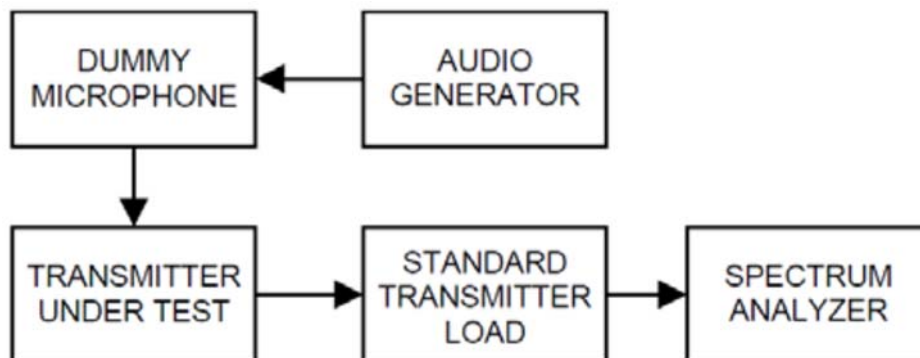 DUMMY
MICROPHONE
AUDIO
GENERATOR
TRANSMITTER
UNDER TEST
STANDARD
TRANSMITTER
LOAD
SPECTRUM
ANALYZER